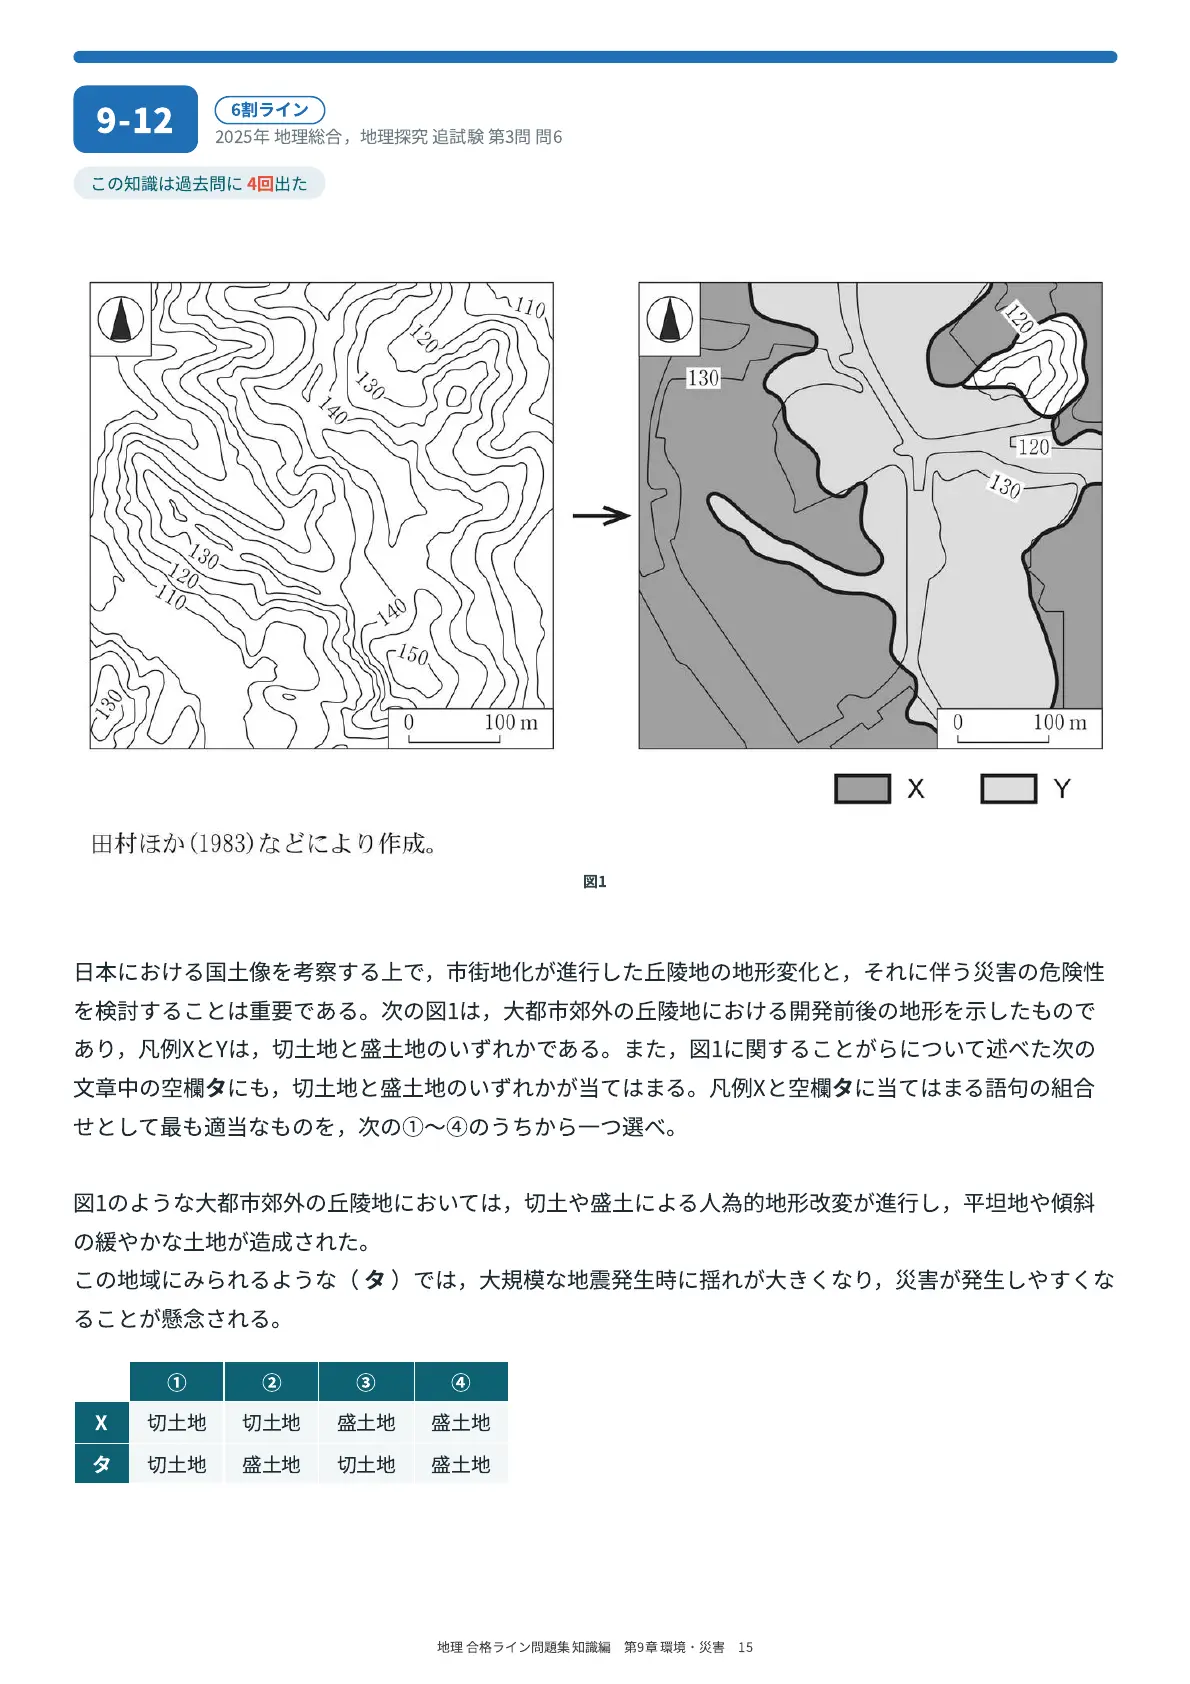 9-12
6割ライン
2025年 地理総合，地理探究 追試験 第3問 問6
この知識は過去問に 4回出た
110
120
130
140
130
120
110
140
150
130
0 100 m
120
130
120
130
0 100 m
X Y
田村ほか(1983)などにより作成。
図1
日本における国土像を考察する上で，市街地化が進行した丘陵地の地形変化と，それに伴う災害の危険性
を検討することは重要である。次の図1は，大都市郊外の丘陵地における開発前後の地形を示したもので
あり，凡例XとYは，切土地と盛土地のいずれかである。また，図1に関することがらについて述べた次の
文章中の空欄タにも，切土地と盛土地のいずれかが当てはまる。凡例Xと空欄タに当てはまる語句の組合
せとして最も適当なものを，次の①～④のうちから一つ選べ。
図1のような大都市郊外の丘陵地においては，切土や盛土による人為的地形改変が進行し，平坦地や傾斜
の緩やかな土地が造成された。
この地域にみられるような（ タ ）では，大規模な地震発生時に揺れが大きくなり，災害が発生しやすくな
ることが懸念される。
① ② ③ ④
X 切土地 切土地 盛土地 盛土地
タ 切土地 盛土地 切土地 盛土地
地理 合格ライン問題集 知識編　第9章 環境・災害　15